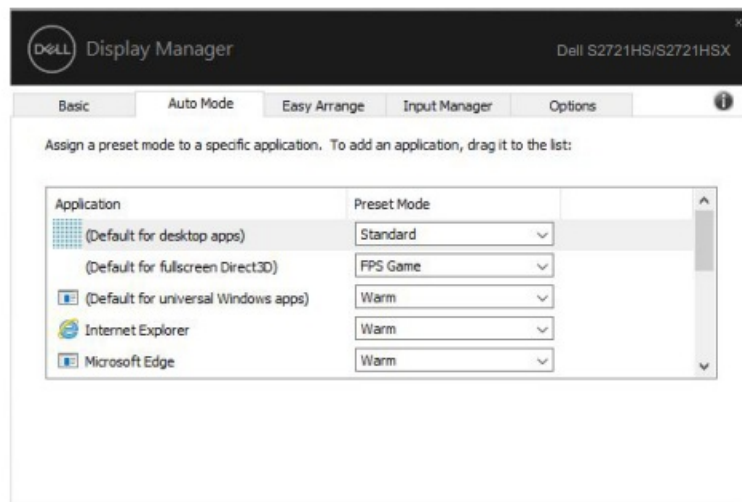 DELL Display Manager
Dell S2721HS/S2721HSX
Basic Auto Mode Easy Arrange Input Manager Options
Assign a preset mode to a specific application. To add an application, drag it to the list:
Application Preset Mode
(Default for desktop apps) Standard
(Default for fullscreen Direct3D) FPS Game
(Default for universal Windows apps) Warm
Internet Explorer Warm
Microsoft Edge Warm